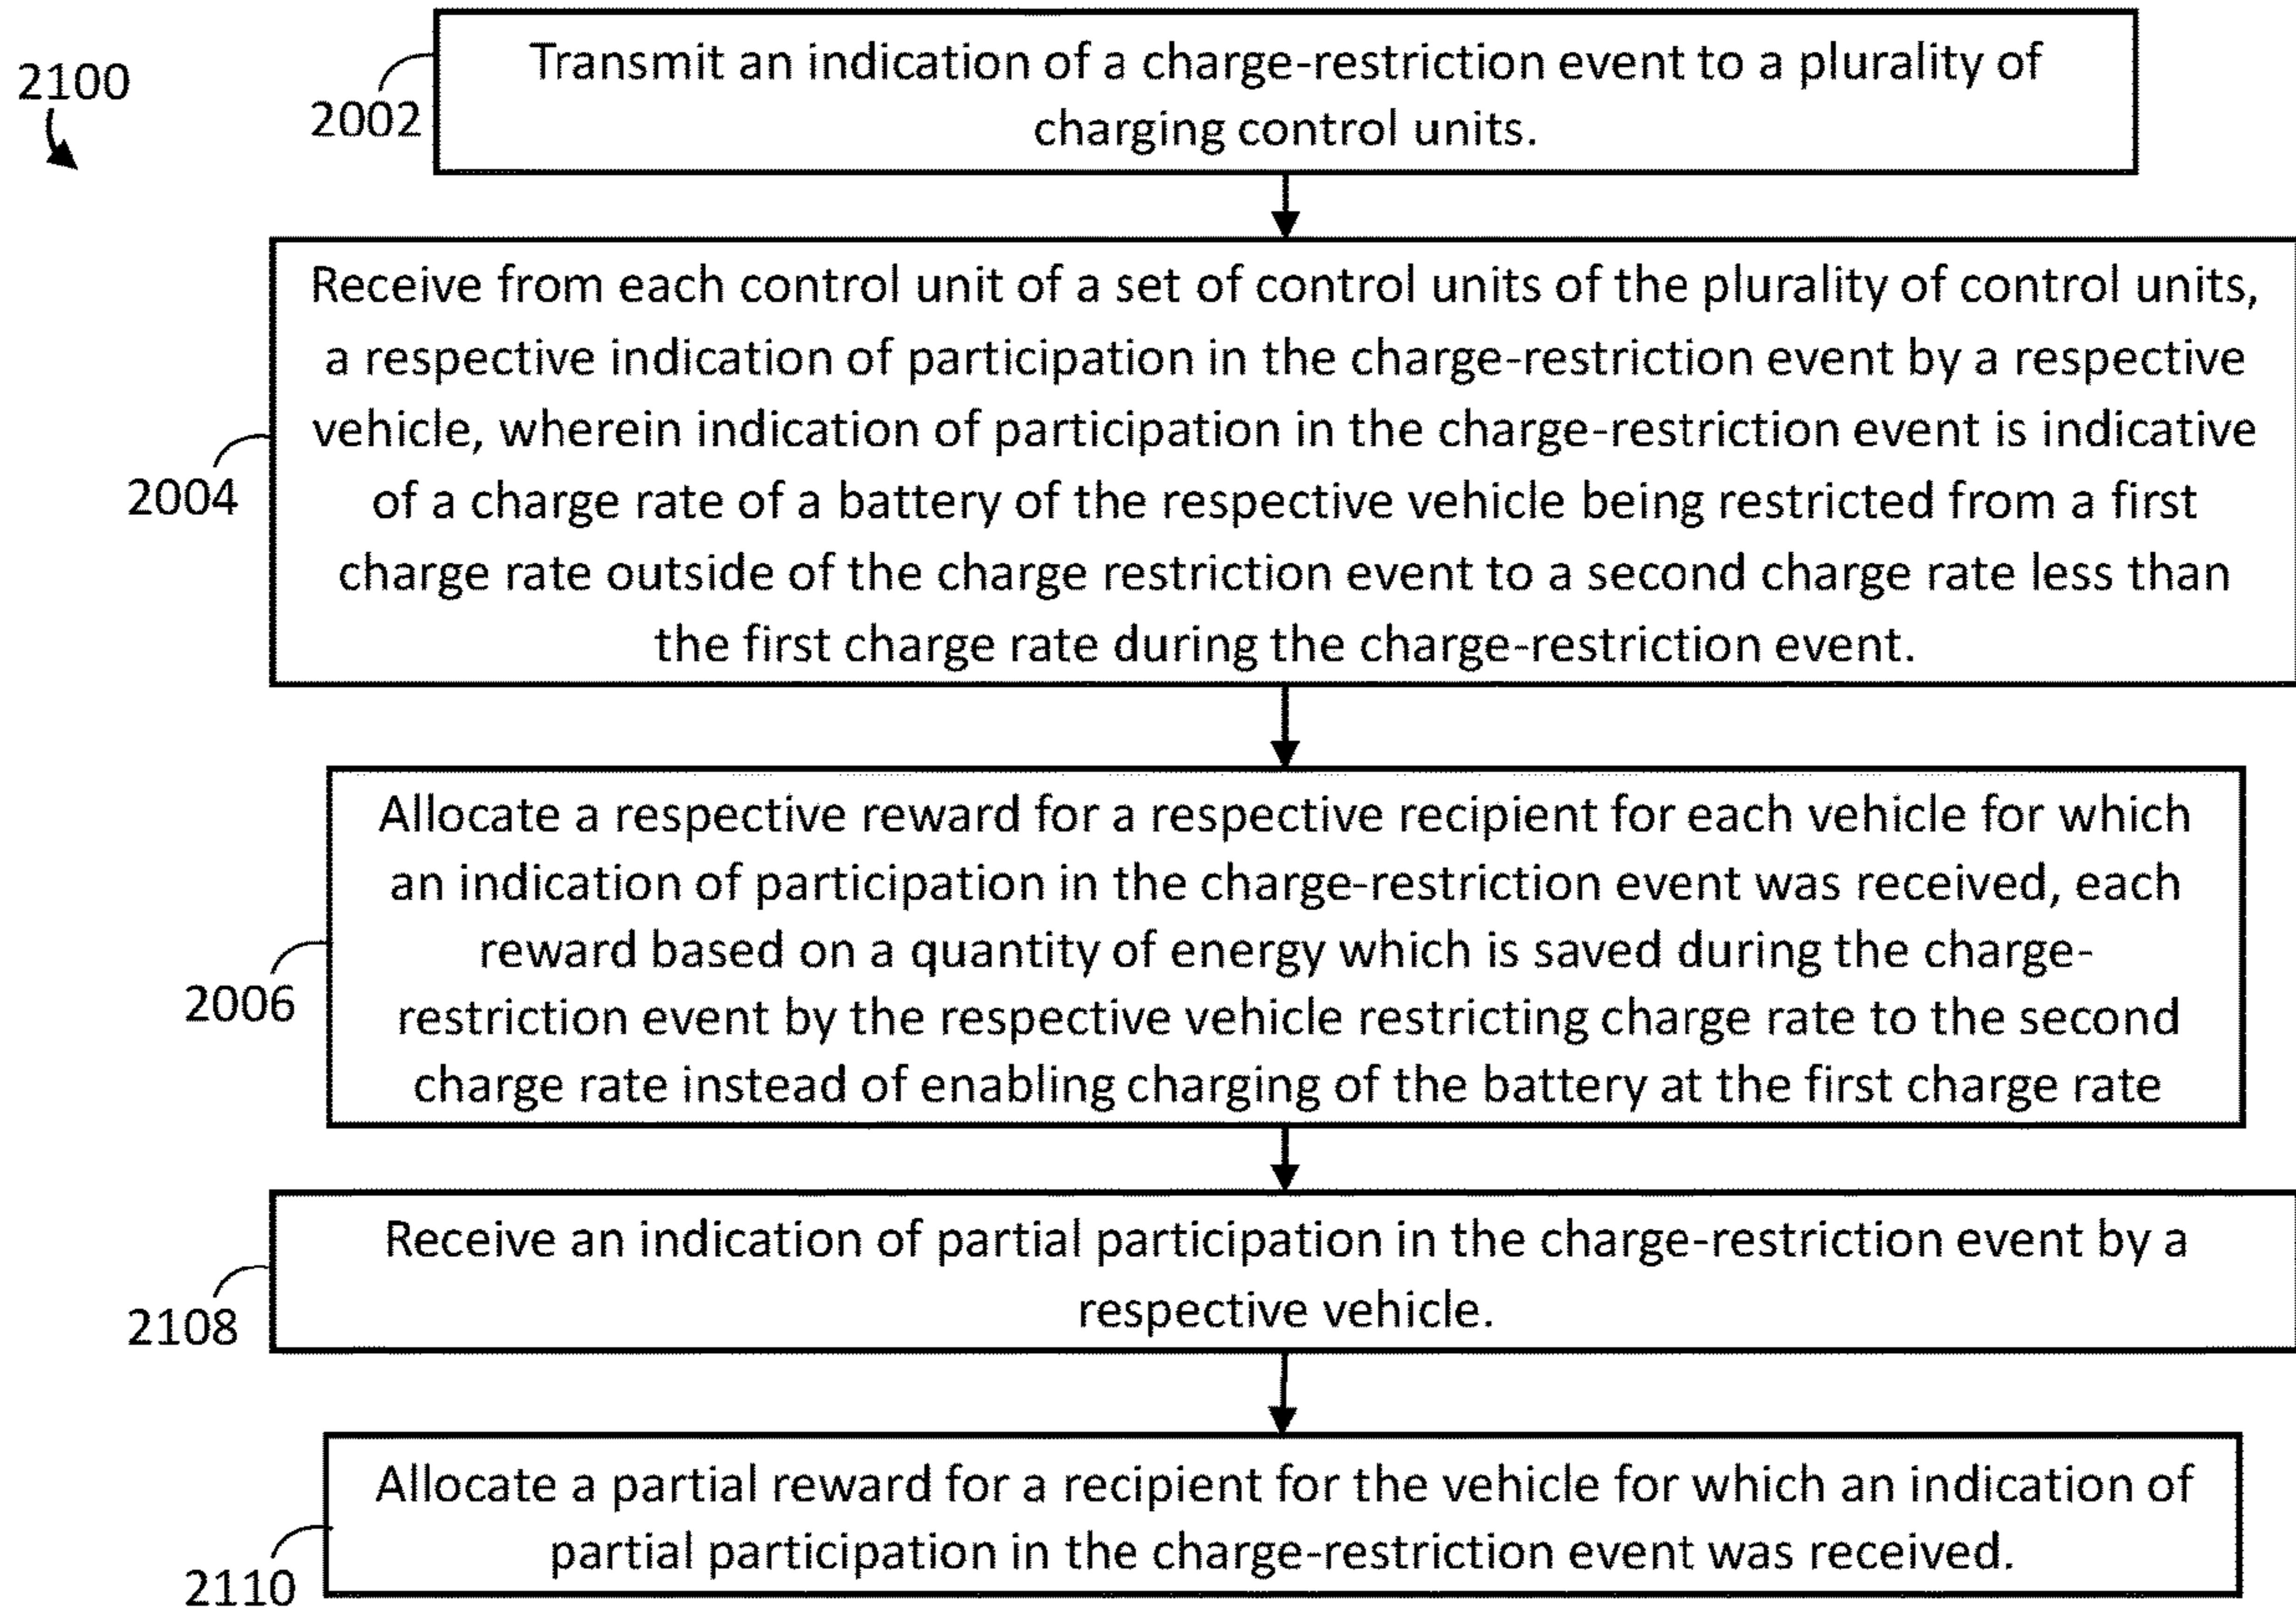 2100
2002
Transmit an indication of a charge-restriction event to a plurality of
charging control units.
2004
Receive from each control unit of a set of control units of the plurality of control units,
a respective indication of participation in the charge-restriction event by a respective
vehicle, wherein indication of participation in the charge-restriction event is indicative
of a charge rate of a battery of the respective vehicle being restricted from a first
charge rate outside of the charge restriction event to a second charge rate less than
the first charge rate during the charge-restriction event.
2006
Allocate a respective reward for a respective recipient for each vehicle for which
an indication of participation in the charge-restriction event was received, each
reward based on a quantity of energy which is saved during the charge-
restriction event by the respective vehicle restricting charge rate to the second
charge rate instead of enabling charging of the battery at the first charge rate
2108
Receive an indication of partial participation in the charge-restriction event by a
respective vehicle.
2110
Allocate a partial reward for a recipient for the vehicle for which an indication of
partial participation in the charge-restriction event was received.